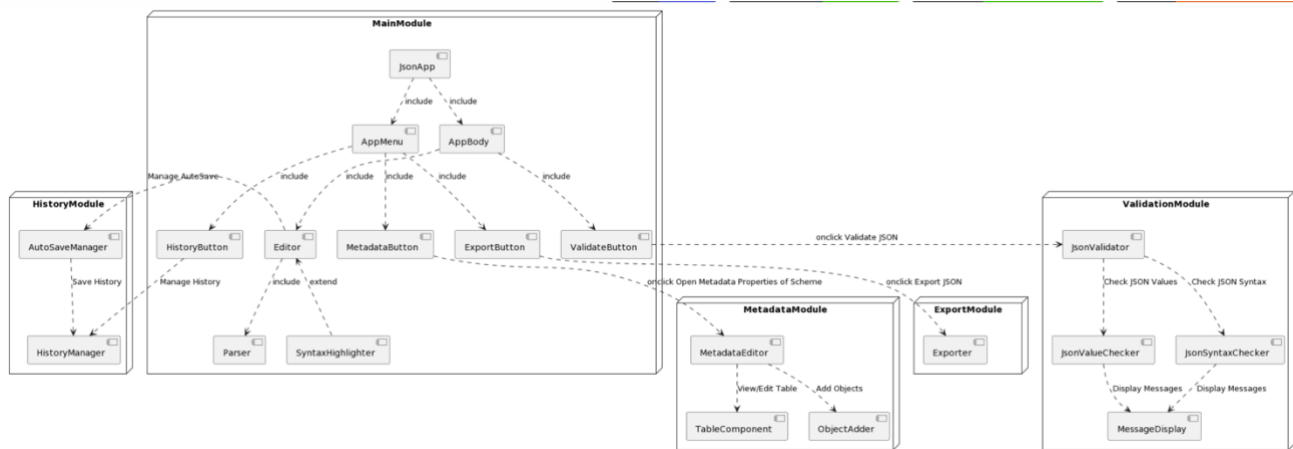 MainModule
JsonApp
include
include
AppMenu
AppBody
Manage AutoSave
include
include
include
include
include
HistoryModule
ValidationModule
AutoSaveManager
HistoryButton
Editor
MetadataButton
ExportButton
ValidateButton
onclick Validate JSON
JsonValidator
Save History
Manage History
include
extend
onclick Open Metadata Properties of Scheme
onclick Export JSON
Check JSON Values
Check JSON Syntax
MetadataModule
ExportModule
HistoryManager
Parser
SyntaxHighlighter
MetadataEditor
Exporter
JsonValueChecker
JsonSyntaxChecker
View/Edit Table
Add Objects
Display Messages
Display Messages
TableComponent
ObjectAdder
MessageDisplay